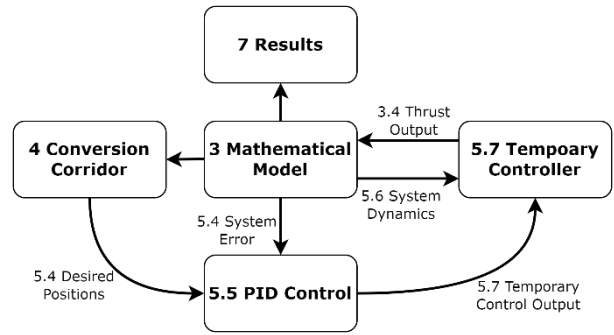 7 Results
3.4 Thrust
Output
4 Conversion
Corridor
3 Mathematical
Model
5.7 Tempoary
Controller
5.6 System
Dynamics
5.4 System
Error
5.4 Desired
Positions
5.5 PID Control
5.7 Temporary
Control Output